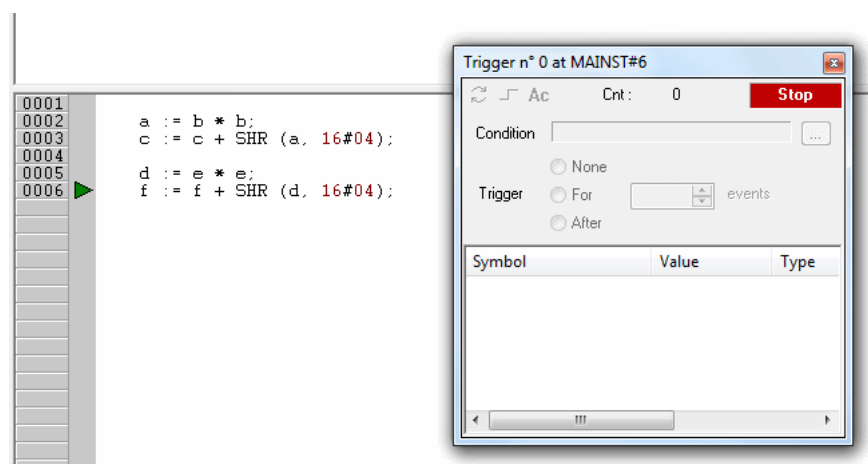 Trigger n° 0 at MAINST#6
Ac Cnt: 0 Stop
Condition ...
None
Trigger For events
After
Symbol Value Type
0001
0002 a := b * b;
0003 c := c + SHR (a, 16#04);
0004
0005 d := e * e;
0006 f := f + SHR (d, 16#04);